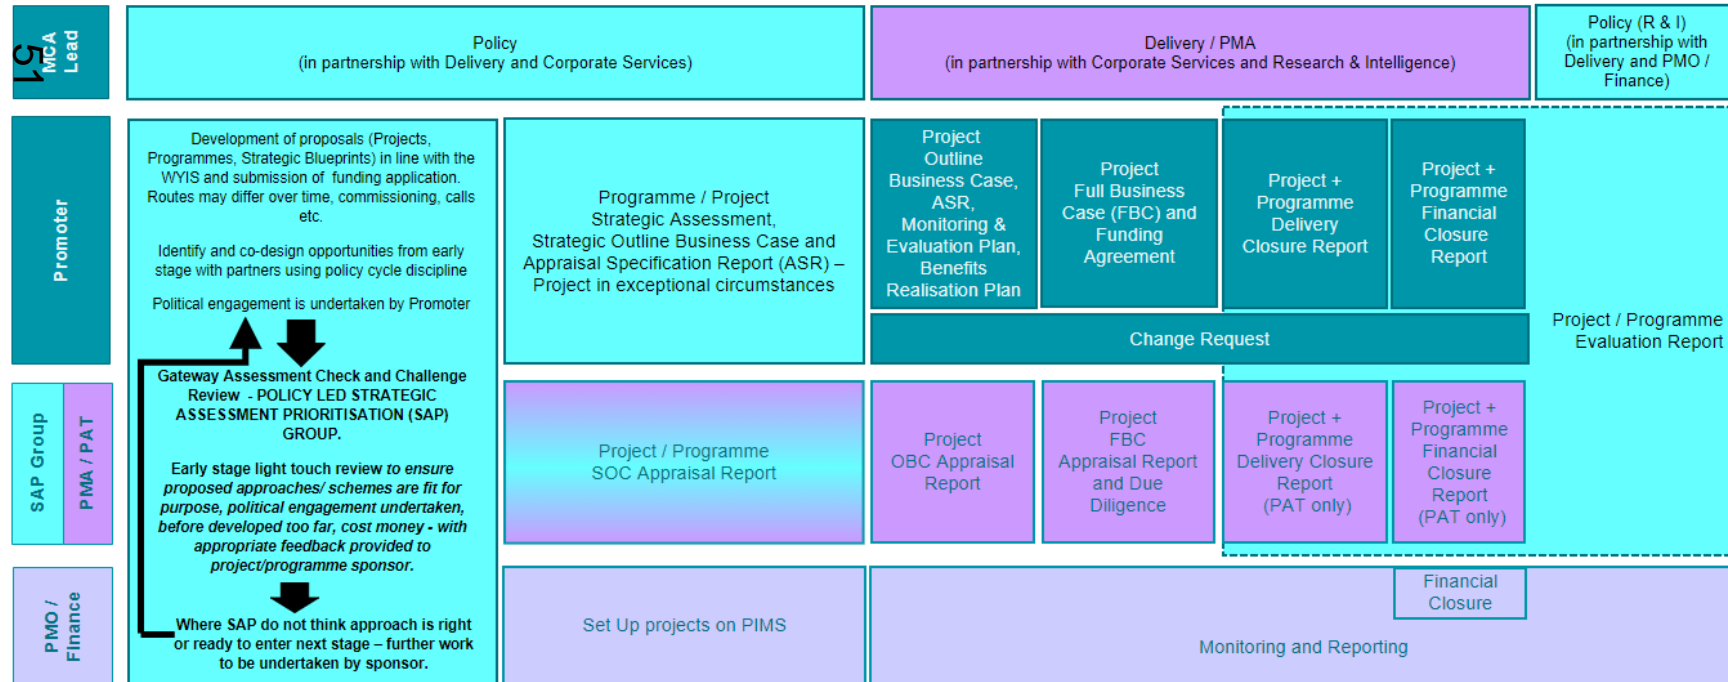 51
MCA
Lead
Policy
(in partnership with Delivery and Corporate Services)
Delivery / PMA
(in partnership with Corporate Services and Research & Intelligence)
Policy (R & I)
(in partnership with
Delivery and PMO /
Finance)
Promoter
Development of proposals (Projects,
Programmes, Strategic Blueprints) in line with the
WYIS and submission of funding application.
Routes may differ over time, commissioning, calls
etc.
Identify and co-design opportunities from early
stage with partners using policy cycle discipline
Political engagement is undertaken by Promoter
Gateway Assessment Check and Challenge
Review - POLICY LED STRATEGIC
ASSESSMENT PRIORITISATION (SAP)
GROUP.
Early stage light touch review to ensure
proposed approaches/ schemes are fit for
purpose, political engagement undertaken,
before developed too far, cost money - with
appropriate feedback provided to
project/programme sponsor.
Where SAP do not think approach is right
or ready to enter next stage – further work
to be undertaken by sponsor.
Programme / Project
Strategic Assessment,
Strategic Outline Business Case and
Appraisal Specification Report (ASR) –
Project in exceptional circumstances
Project
Outline
Business Case,
ASR,
Monitoring &
Evaluation Plan,
Benefits
Realisation Plan
Project
Full Business
Case (FBC) and
Funding
Agreement
Project +
Programme
Delivery
Closure Report
Project +
Programme
Financial
Closure
Report
Change Request
Project / Programme
Evaluation Report
SAP Group
PMA / PAT
Project / Programme
SOC Appraisal Report
Project
OBC Appraisal
Report
Project
FBC
Appraisal Report
and Due
Diligence
Project +
Programme
Delivery Closure
Report
(PAT only)
Project +
Programme
Financial
Closure
Report
(PAT only)
PMO /
Finance
Set Up projects on PIMS
Financial
Closure
Monitoring and Reporting